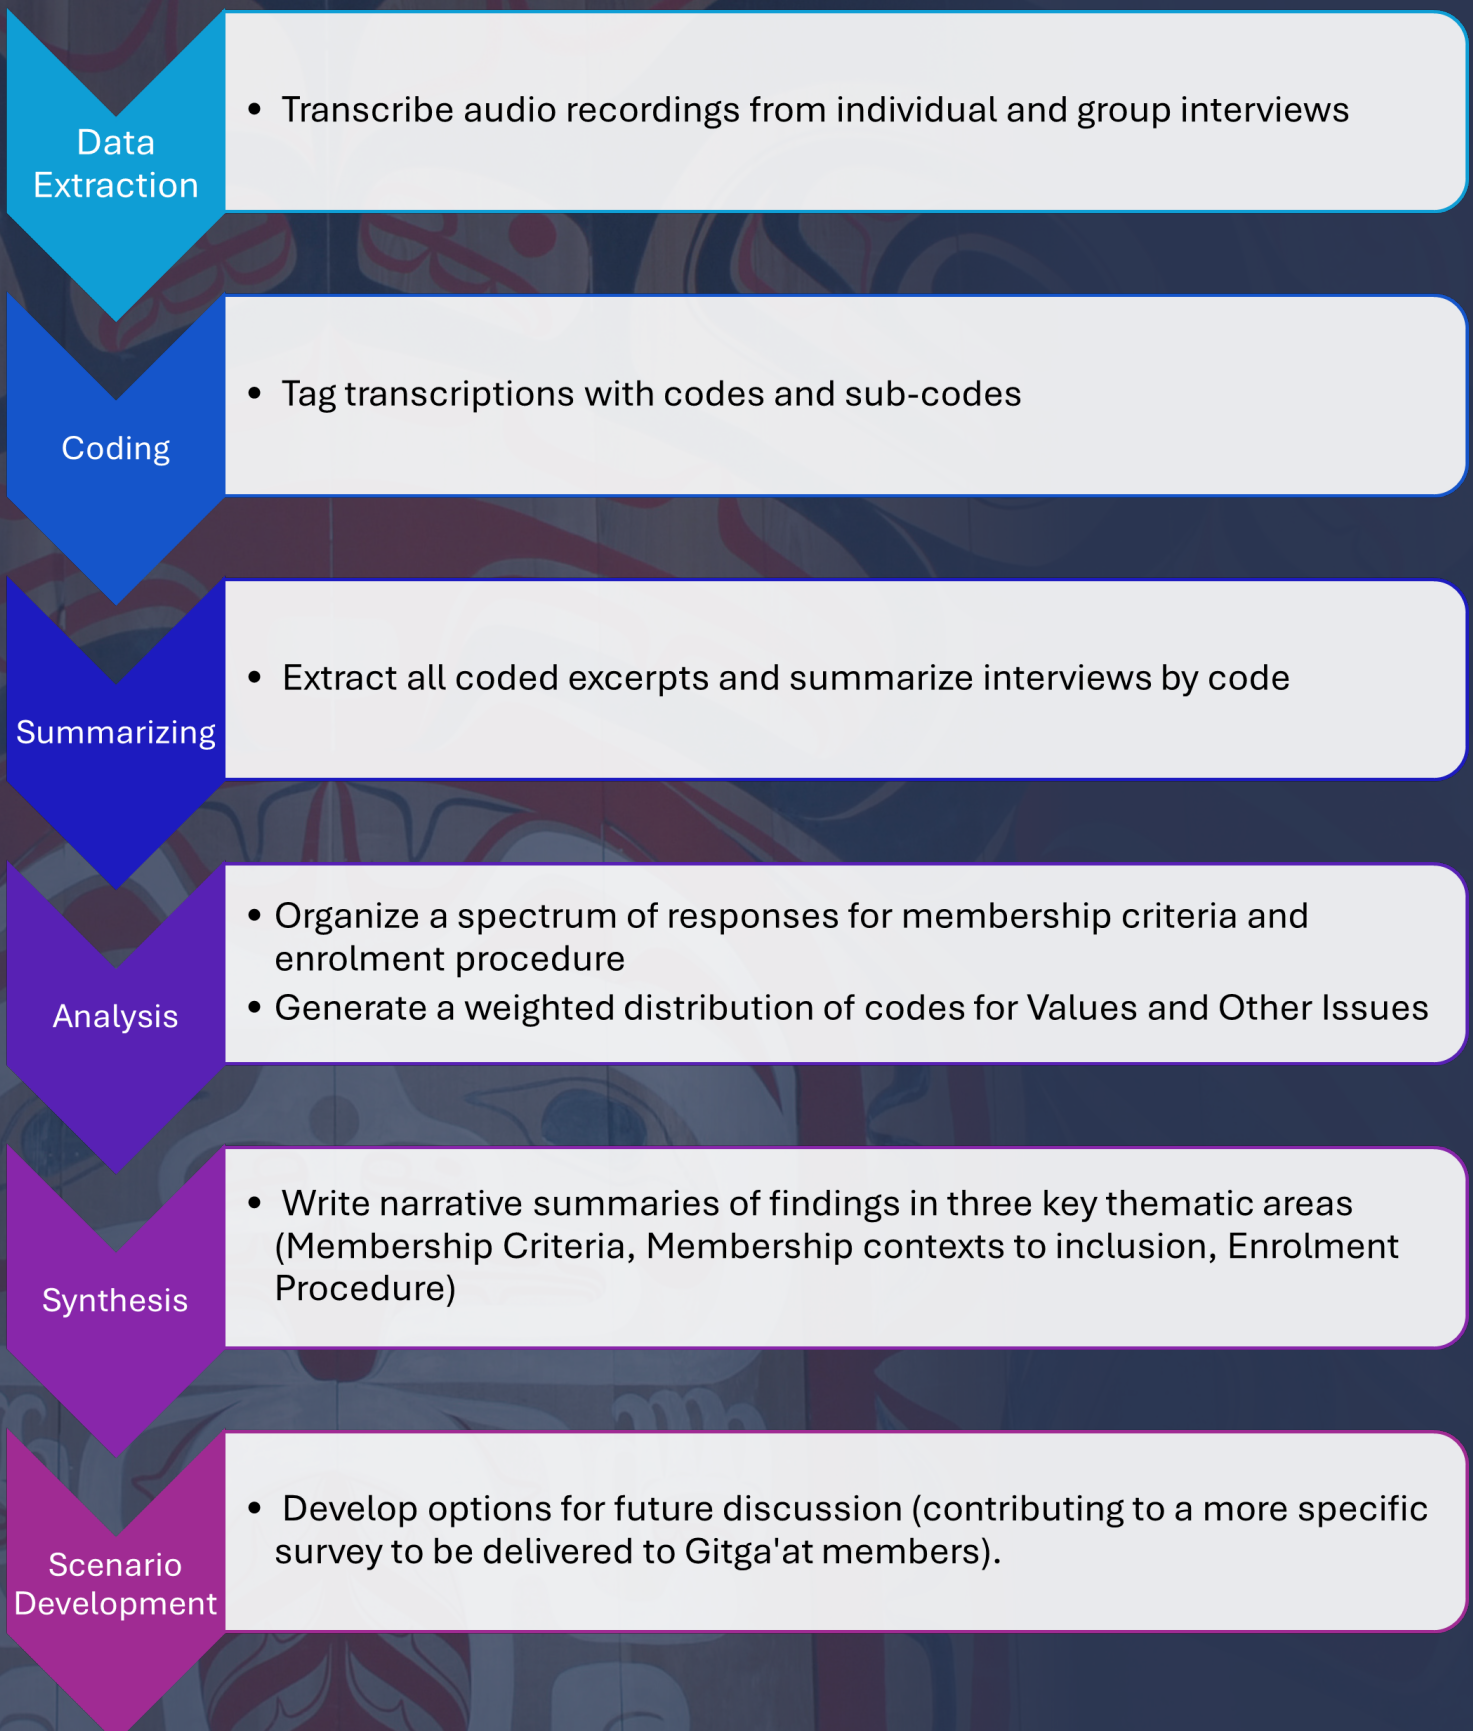 Data
Extraction
• Transcribe audio recordings from individual and group interviews
Coding
• Tag transcriptions with codes and sub-codes
Summarizing
• Extract all coded excerpts and summarize interviews by code
Analysis
• Organize a spectrum of responses for membership criteria and
enrolment procedure
• Generate a weighted distribution of codes for Values and Other Issues
Synthesis
• Write narrative summaries of findings in three key thematic areas
(Membership Criteria, Membership contexts to inclusion, Enrolment
Procedure)
Scenario
Development
• Develop options for future discussion (contributing to a more specific
survey to be delivered to Gitga'at members).